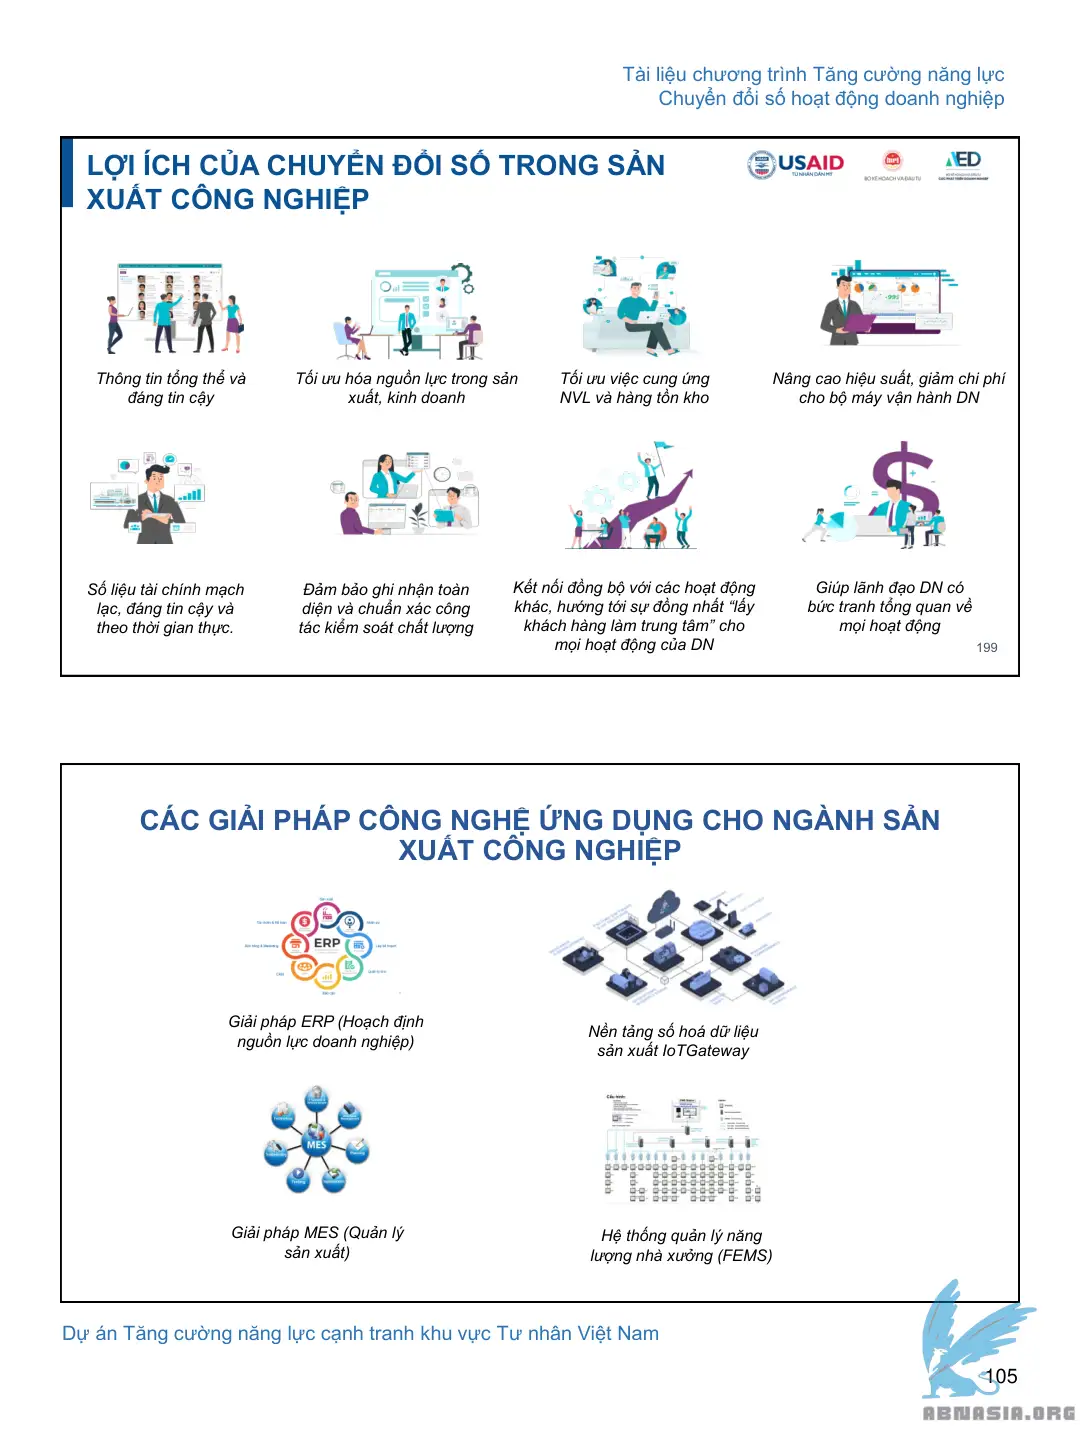 Tài liệu chương trình Tăng cường năng lực
Chuyển đổi số hoạt động doanh nghiệp
LỢI ÍCH CỦA CHUYỂN ĐỔI SỐ TRONG SẢN
XUẤT CÔNG NGHIỆP
USAID
TỪ NHÂN DÂN MỸ
BỘ KẾ HOẠCH VÀ ĐẦU TƯ
AED
CỤC PHÁT TRIỂN DOANH NGHIỆP
Thông tin tổng thể và
đáng tin cậy
Tối ưu hóa nguồn lực trong sản
xuất, kinh doanh
Tối ưu việc cung ứng
NVL và hàng tồn kho
Nâng cao hiệu suất, giảm chi phí
cho bộ máy vận hành DN
Số liệu tài chính mạch
lạc, đáng tin cậy và
theo thời gian thực.
Đảm bảo ghi nhận toàn
diện và chuẩn xác công
tác kiểm soát chất lượng
Kết nối đồng bộ với các hoạt động
khác, hướng tới sự đồng nhất “lấy
khách hàng làm trung tâm” cho
mọi hoạt động của DN
Giúp lãnh đạo DN có
bức tranh tổng quan về
mọi hoạt động
199
CÁC GIẢI PHÁP CÔNG NGHỆ ỨNG DỤNG CHO NGÀNH SẢN
XUẤT CÔNG NGHIỆP
ERP
Giải pháp ERP (Hoạch định
nguồn lực doanh nghiệp)
Nền tảng số hoá dữ liệu
sản xuất IoTGateway
MES
Giải pháp MES (Quản lý
sản xuất)
Cấu hình
Hệ thống quản lý năng
lượng nhà xưởng (FEMS)
Dự án Tăng cường năng lực cạnh tranh khu vực Tư nhân Việt Nam
105
ABNASIA.ORG